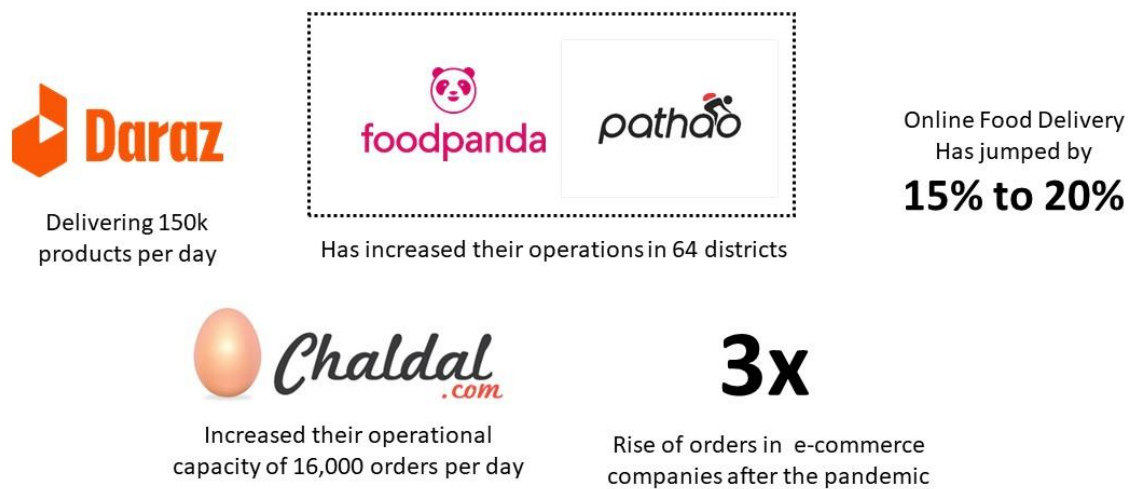 Daraz
Delivering 150k
products per day
foodpanda
pathao
Has increased their operations in 64 districts
Online Food Delivery
Has jumped by
15% to 20%
Chaldal
.com
Increased their operational
capacity of 16,000 orders per day
3x
Rise of orders in e-commerce
companies after the pandemic